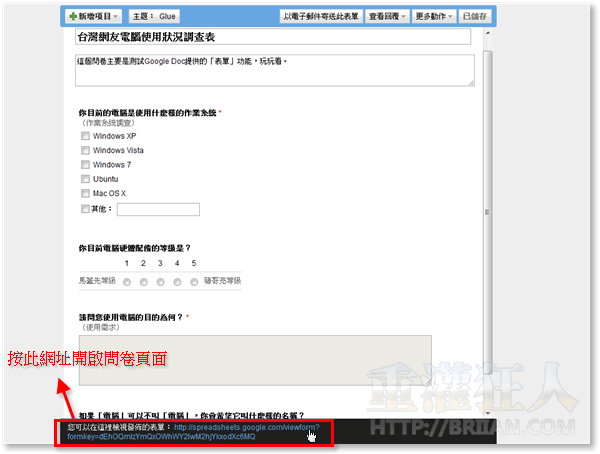 新增項目 主題： Glue 以電子郵件寄送此表單 查看回覆 更多動作 已儲存
台灣網友電腦使用狀況調查表
這個問卷主要是測試Google Doc提供的「表單」功能，玩玩看。
你目前的電腦是使用什麼樣的作業系統 *
（作業系統調查）
Windows XP
Windows Vista
Windows 7
Ubuntu
Mac OS X
其他：
你目前電腦硬體配備的等級是？
1 2 3 4 5
馬蓋先等級 豬哥亮等級
請問您使用電腦的目的為何？ *
（使用需求）
按此網址開啟問卷頁面
重灌狂人
HTTP://BRIIAN.COM
如果「電腦」可以不叫「電腦」，你會希望它叫什麼樣的名稱？
您可以在這裡檢視發佈的表單： http://spreadsheets.google.com/viewform?
formkey=dEhOQmlzYmQxOWhWY2IwM2hjYkxodXc6MQ